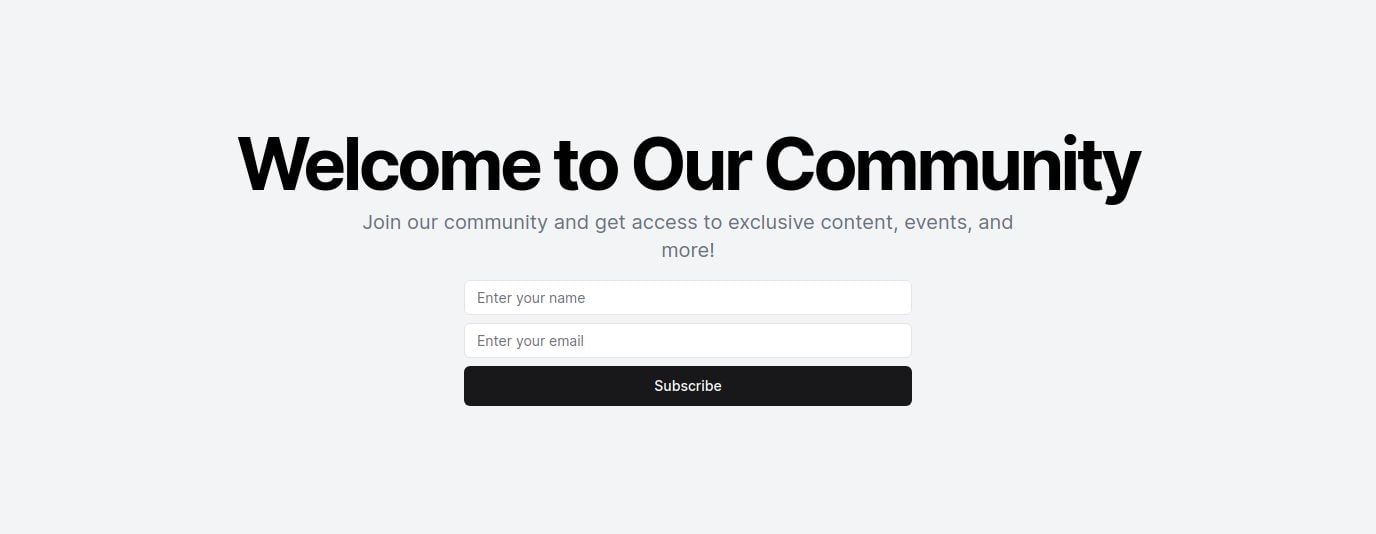 Welcome to Our Community
Join our community and get access to exclusive content, events, and
more!
Enter your name
Enter your email
Subscribe